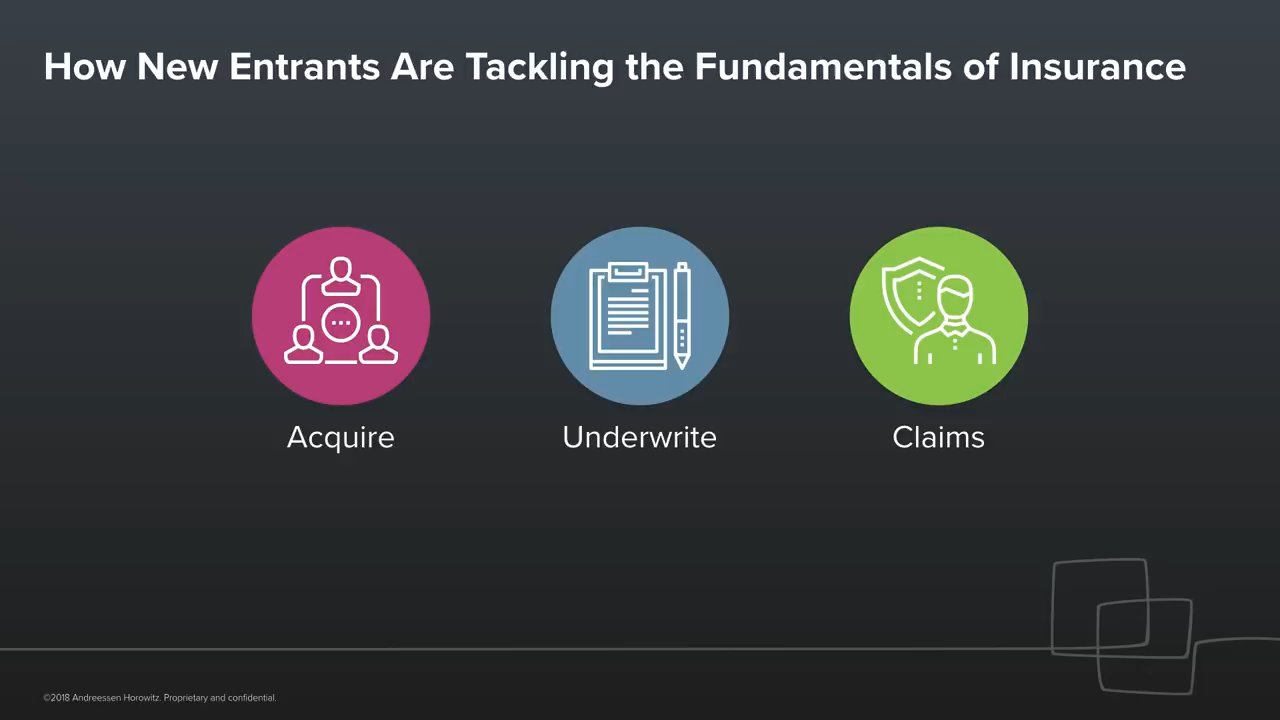 How New Entrants Are Tackling the Fundamentals of Insurance
Acquire
Underwrite
Claims
©2018 Andreessen Horowitz. Proprietary and confidential.